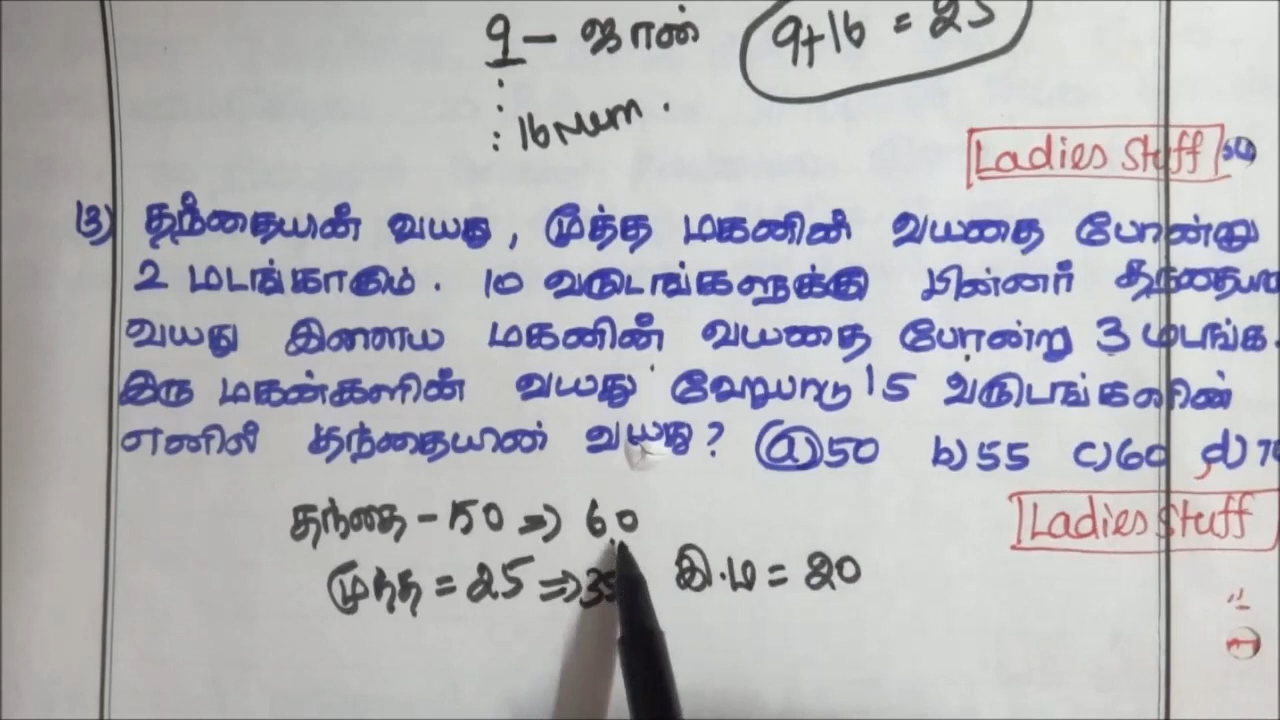 9 - ஜான் 9+16 = 25
: 16 Num.
Ladies Stuff
13) தந்தையின் வயது, மூத்த மகனின் வயதை போன்று
2 மடங்காகும். 10 வருடங்களுக்கு பின்னர்
வயது இளைய மகனின் வயதை போன்று 3 மடங்க
இரு மகன்களின் வயது வேறுபாடு 15 வருடங்களின்
எனில் தந்தையின் வயது? (a) 50 b) 55 c) 60 d)
Ladies Stuff
தந்தை - 50 => 60
மூத்த = 25 => 35 இ.ம = 20